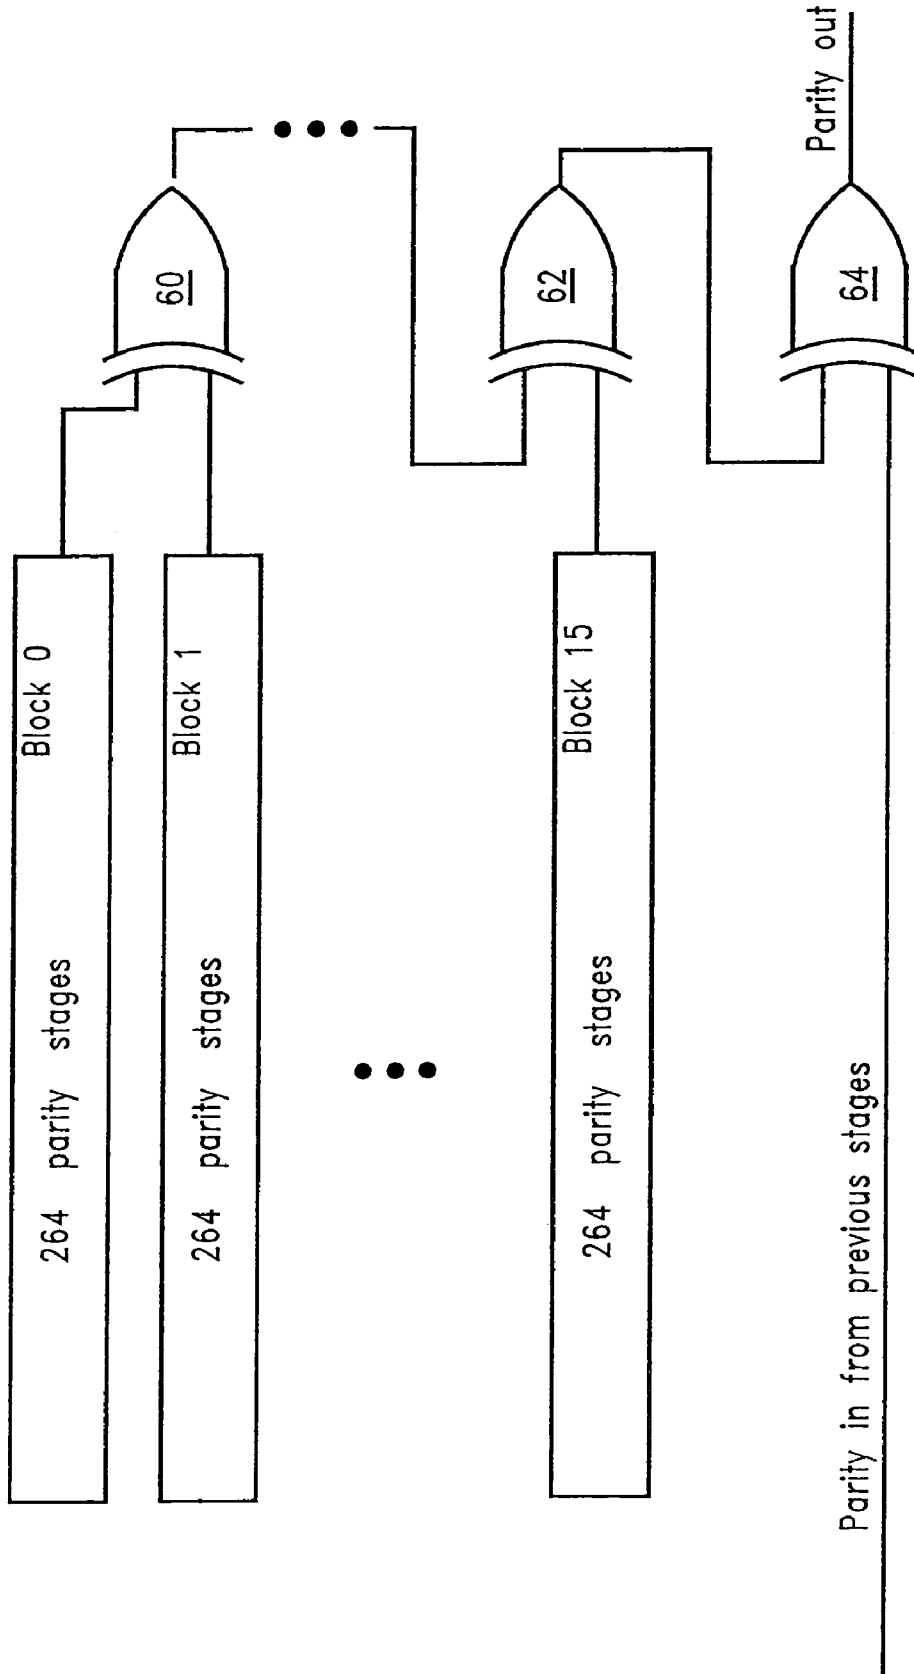 264 parity stages Block 0
60
264 parity stages Block 1
264 parity stages Block 15
62
Parity in from previous stages
64
Parity out